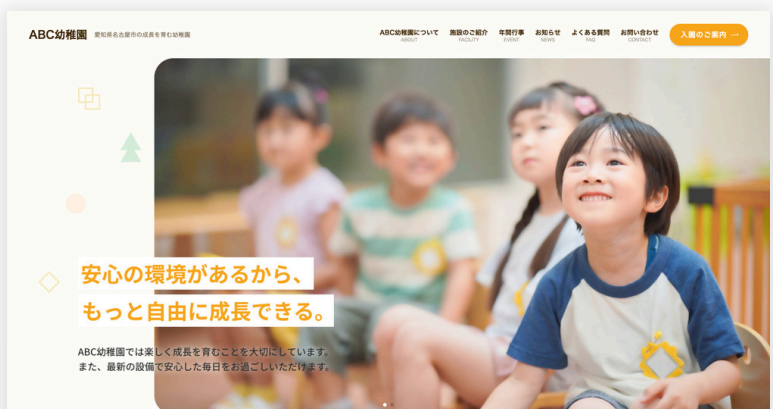 ABC幼稚園
愛知県名古屋市の成長を育む幼稚園
ABC幼稚園について
ABOUT
施設のご紹介
FACILITY
年間行事
EVENT
お知らせ
NEWS
よくある質問
FAQ
お問い合わせ
CONTACT
入園のご案内 →
安心の環境があるから、
もっと自由に成長できる。
ABC幼稚園では楽しく成長を育むことを大切にしています。
また、最新の設備で安心した毎日をお過ごしいただけます。